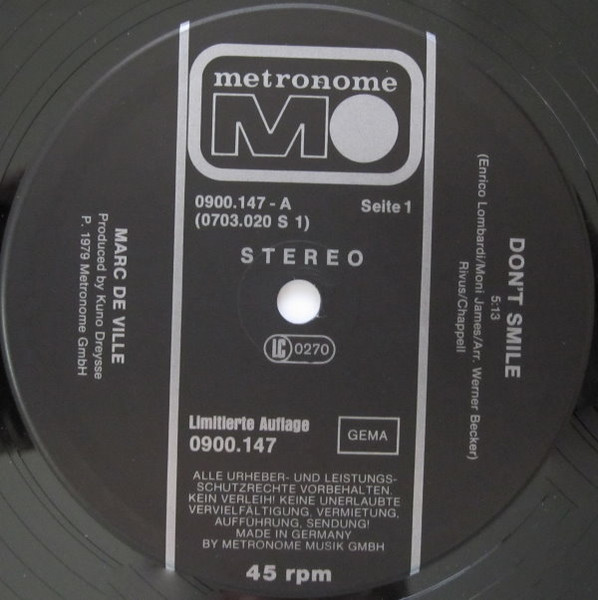 metronome
MO
0900.147 - A
(0703.020 S 1)
Seite 1
STEREO
LC 0270
Limitierte Auflage
0900.147
GEMA
ALLE URHEBER- UND LEISTUNGS-
SCHUTZRECHTE VORBEHALTEN.
KEIN VERLEIH! KEINE UNERLAUBTE
VERVIELFÄLTIGUNG, VERMIETUNG,
AUFFÜHRUNG, SENDUNG!
MADE IN GERMANY
BY METRONOME MUSIK GMBH
45 rpm
MARC DE VILLE
Produced by Kuno Dreysse
P. 1979 Metronome GmbH
DON'T SMILE
5:13
(Enrico Lombardi/Moni James/Arr. Werner Becker)
Rivus/Chappell